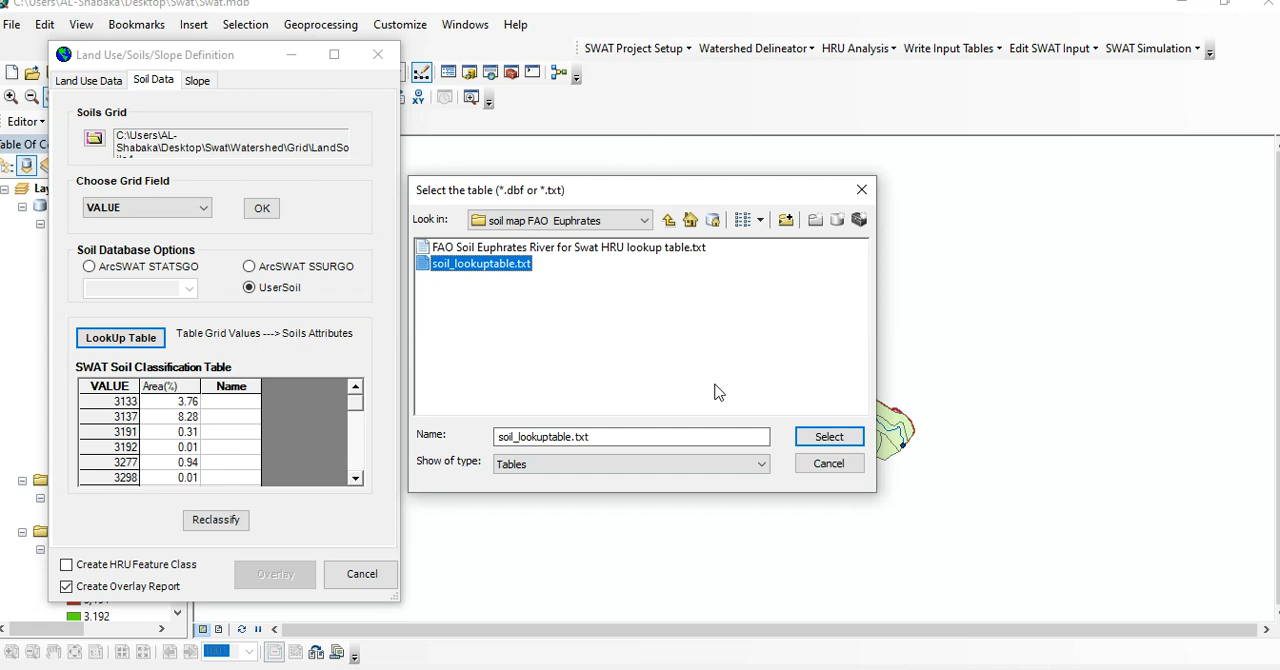 C:\Users\AL-Shabaka\Desktop\Swat\Swat.mdb
File Edit View Bookmarks Insert Selection Geoprocessing Customize Windows Help
SWAT Project Setup Watershed Delineator HRU Analysis Write Input Tables Edit SWAT Input SWAT Simulation
Land Use/Soils/Slope Definition
Land Use Data Soil Data Slope
Editor
Soils Grid
C:\Users\AL-
Shabaka\Desktop\Swat\Watershed\Grid\LandSo
Choose Grid Field
VALUE
OK
Soil Database Options
ArcSWAT STATSGO ArcSWAT SSURGO
UserSoil
LookUp Table Table Grid Values ---> Soils Attributes
SWAT Soil Classification Table
VALUE Area(%) Name
3133 3.76
3137 8.28
3191 0.31
3192 0.01
3277 0.94
3298 0.01
Reclassify
Create HRU Feature Class
Create Overlay Report
Overlay Cancel
Select the table (*.dbf or *.txt)
Look in: soil map FAO Euphrates
FAO Soil Euphrates River for Swat HRU lookup table.txt
soil_lookuptable.txt
Name: soil_lookuptable.txt Select
Show of type: Tables Cancel
XY
able Of C
Lay
3,192